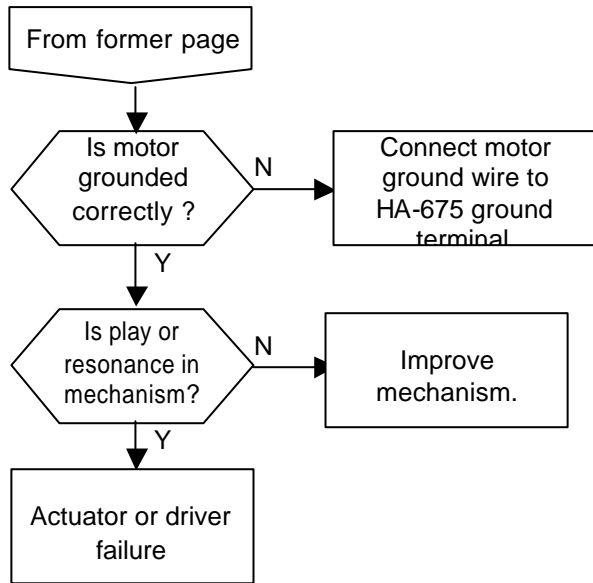 From former page
Is motor
grounded
correctly ?
N
Connect motor
ground wire to
HA-675 ground
terminal
Y
Is play or
resonance in
mechanism?
N
Improve
mechanism.
Y
Actuator or driver
failure